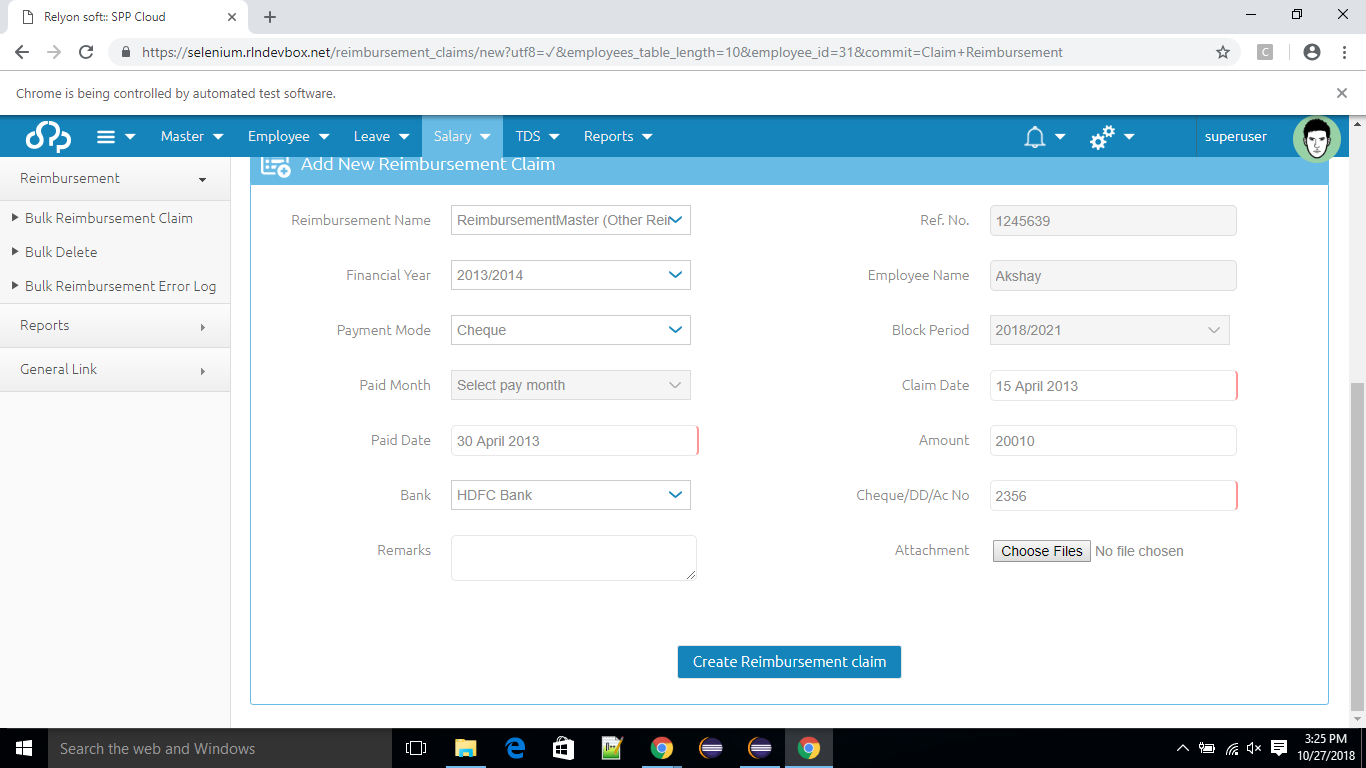 Relyon soft:: SPP Cloud
https://selenium.rlndevbox.net/reimbursement_claims/new?utf8=✓&employees_table_length=10&employee_id=31&commit=Claim+Reimbursement
C
Chrome is being controlled by automated test software.
Master Employee Leave Salary TDS Reports superuser
Reimbursement
Bulk Reimbursement Claim
Bulk Delete
Bulk Reimbursement Error Log
Reports
General Link
Add New Reimbursement Claim
Reimbursement Name ReimbursementMaster (Other Rei Ref. No. 1245639
Financial Year 2013/2014 Employee Name Akshay
Payment Mode Cheque Block Period 2018/2021
Paid Month Select pay month Claim Date 15 April 2013
Paid Date 30 April 2013 Amount 20010
Bank HDFC Bank Cheque/DD/Ac No 2356
Remarks Attachment Choose Files No file chosen
Create Reimbursement claim
Search the web and Windows
3:25 PM
10/27/2018